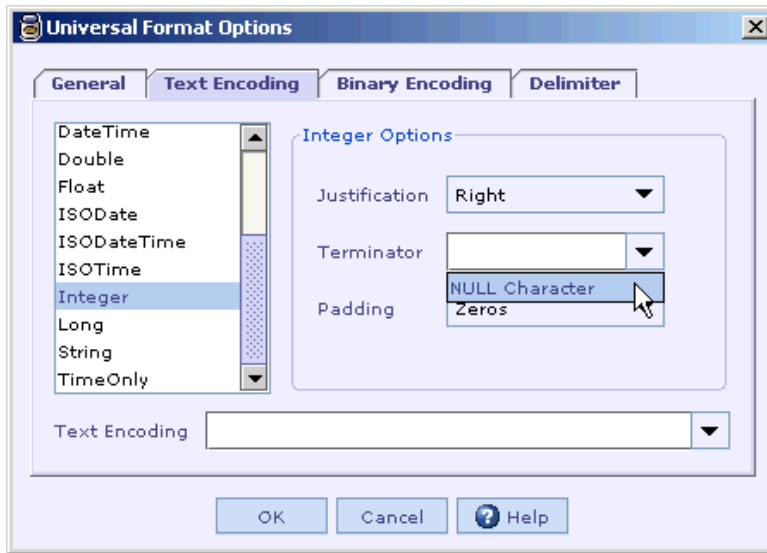 Universal Format Options
General Text Encoding Binary Encoding Delimiter
DateTime
Double
Float
ISODate
ISODateTime
ISOTime
Integer
Long
String
TimeOnly
Integer Options
Justification Right
Terminator
NULL Character
Padding Zeros
Text Encoding
OK Cancel Help